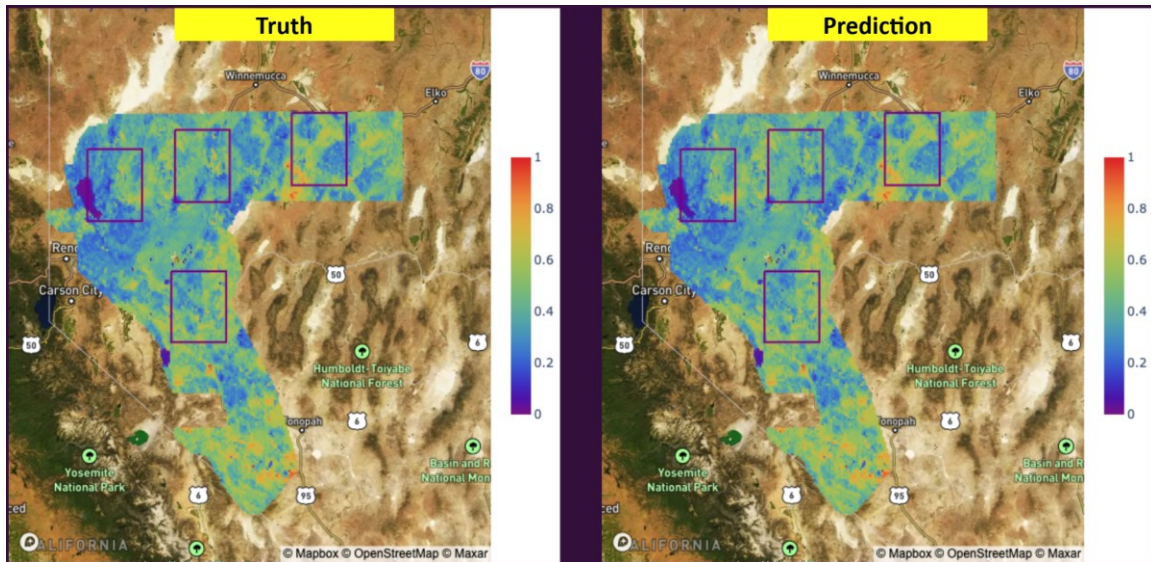 Truth
Winnemucca
80
Elko
Reno
Carson City
50
50
6
Humboldt-Toiyabe
National Forest
Tonopah
6
Yosemite
National Park
Basin and R
National Mon
6
95
ced
CALIFORNIA
© Mapbox © OpenStreetMap © Maxar
1
0.8
0.6
0.4
0.2
0
Prediction
Winnemucca
80
Elko
Reno
Carson City
50
50
6
Humboldt-Toiyabe
National Forest
Tonopah
6
Yosemite
National Park
Basin and R
National Mon
6
95
ced
CALIFORNIA
© Mapbox © OpenStreetMap © Maxar
1
0.8
0.6
0.4
0.2
0